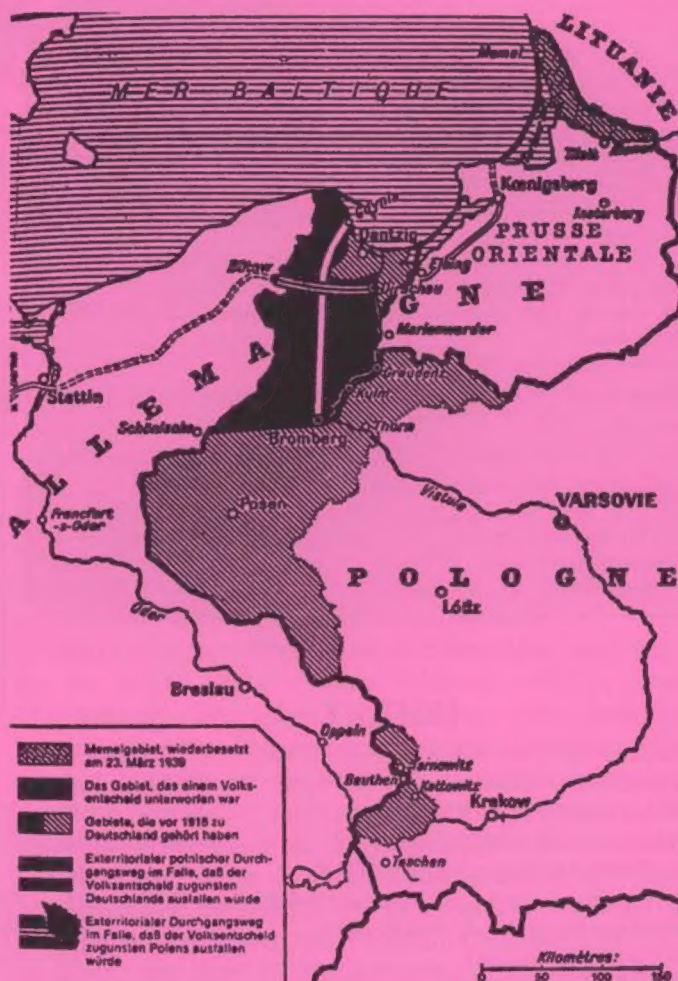 LITUANIE
Memel
MER BALTIQUE
Tilsit
Kœnigsberg
Insterburg
Gdynia
Dantzig
PRUSSE
ORIENTALE
Elbing
Bütow
Dirschau
ALLEMAGNE
Marienwerder
Stettin
Graudenz
Kulm
Schönlanke
Bromberg
Thorn
Vistule
Francfort
-s-Oder
Posen
VARSOVIE
POLOGNE
Lódz
Oder
Breslau
Oppeln
Tarnowitz
Beuthen
Kattowitz
Krakow
Teschen
Memelgebiet, wiederbesetzt
am 23. März 1939
Das Gebiet, das einem Volks-
entscheid unterworfen war
Gebiete, die vor 1918 zu
Deutschland gehört haben
Exterritorialer polnischer Durch-
gangsweg im Falle, daß der
Volksentscheid zugunsten
Deutschlands ausfallen würde
Exterritorialer Durchgangsweg
im Falle, daß der Volksentscheid
zugunsten Polens ausfallen
würde
Kilomètres:
0 50 100 150